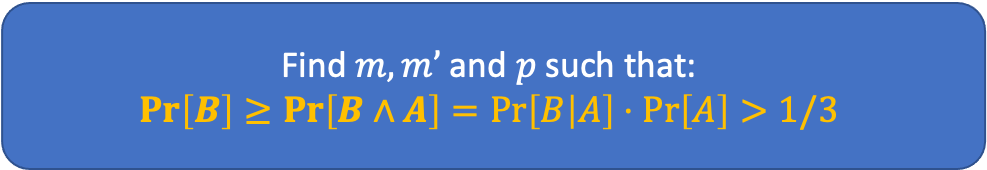 Find m, m’ and p such that:
Pr[B] ≥ Pr[B ∧ A] = Pr[B|A] · Pr[A] > 1/3